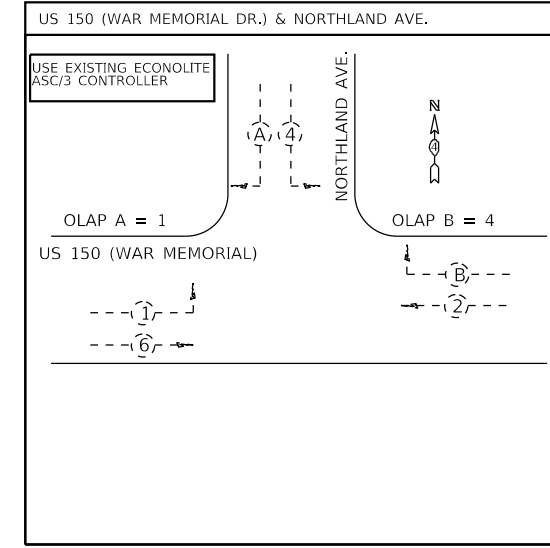 US 150 (WAR MEMORIAL DR.) & NORTHLAND AVE.
USE EXISTING ECONOLITE
ASC/3 CONTROLLER
NORTHLAND AVE.
N
4
A
4
OLAP A = 1
OLAP B = 4
US 150 (WAR MEMORIAL)
B
1
2
6